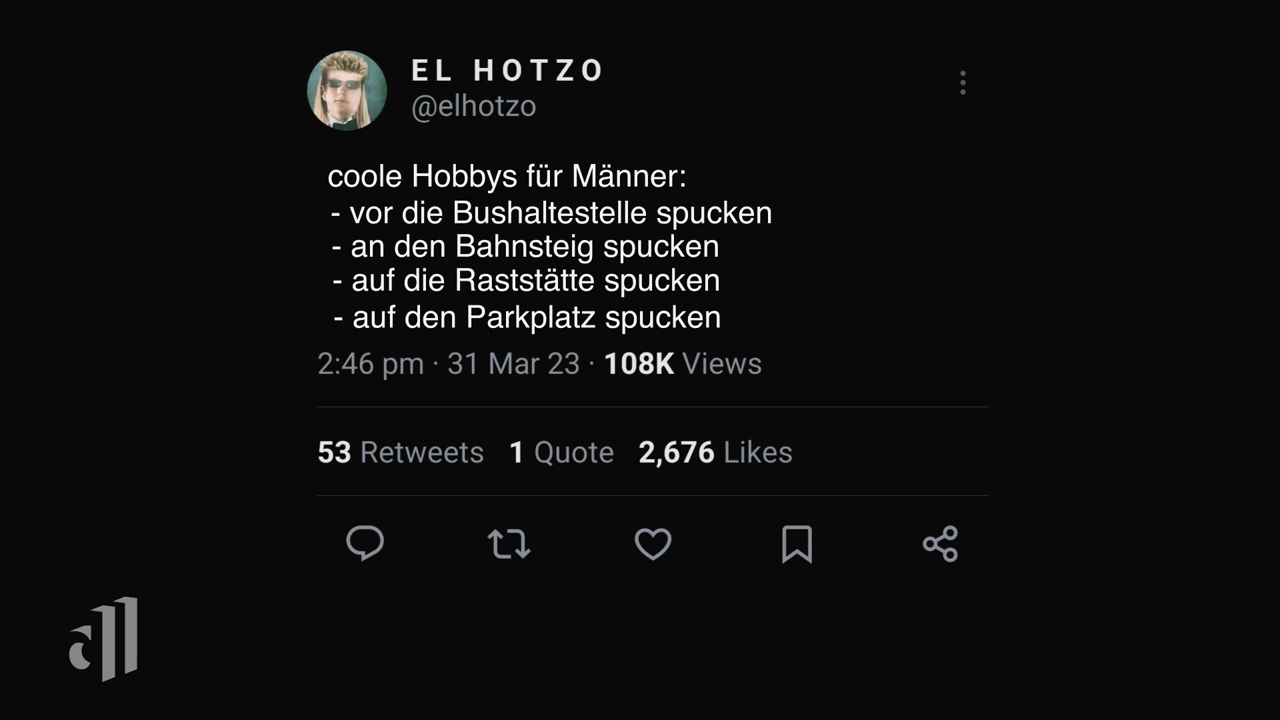 EL HOTZO
@elhotzo
coole Hobbys für Männer:
- vor die Bushaltestelle spucken
- an den Bahnsteig spucken
- auf die Raststätte spucken
- auf den Parkplatz spucken
2:46 pm · 31 Mar 23 · 108K Views
53 Retweets 1 Quote 2,676 Likes
all